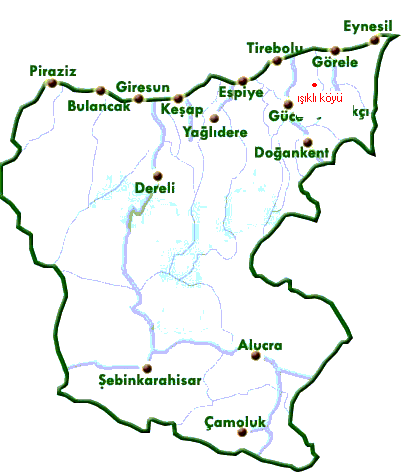 Eynesil
Tirebolu
Görele
Piraziz
Giresun
Espiye
Bulancak
Keşap
ışıklı köyü
Yağlıdere
Doğankent
Dereli
Alucra
Şebinkarahisar
Çamoluk